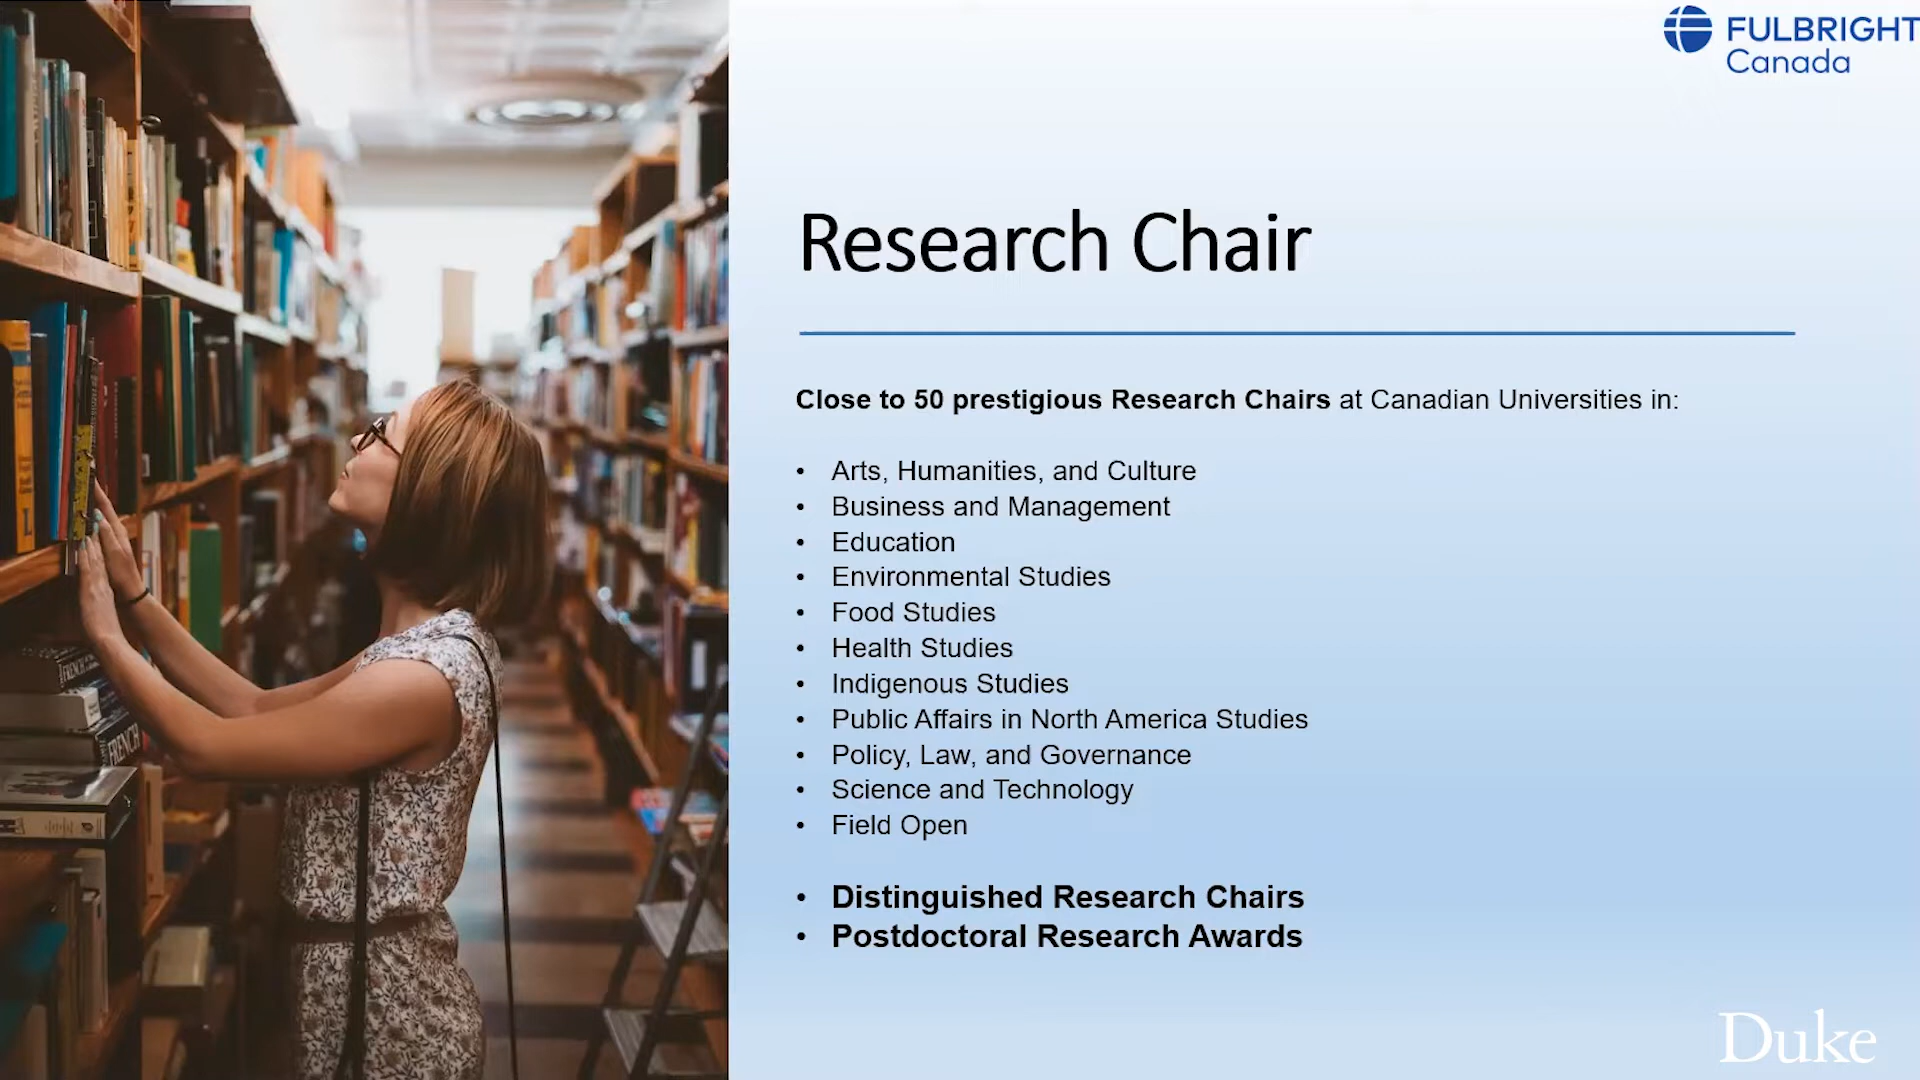 FULBRIGHT
Canada
Research Chair
Close to 50 prestigious Research Chairs at Canadian Universities in:
• Arts, Humanities, and Culture
• Business and Management
• Education
• Environmental Studies
• Food Studies
• Health Studies
• Indigenous Studies
• Public Affairs in North America Studies
• Policy, Law, and Governance
• Science and Technology
• Field Open
• Distinguished Research Chairs
• Postdoctoral Research Awards
FRENCH
FRENCH
Duke